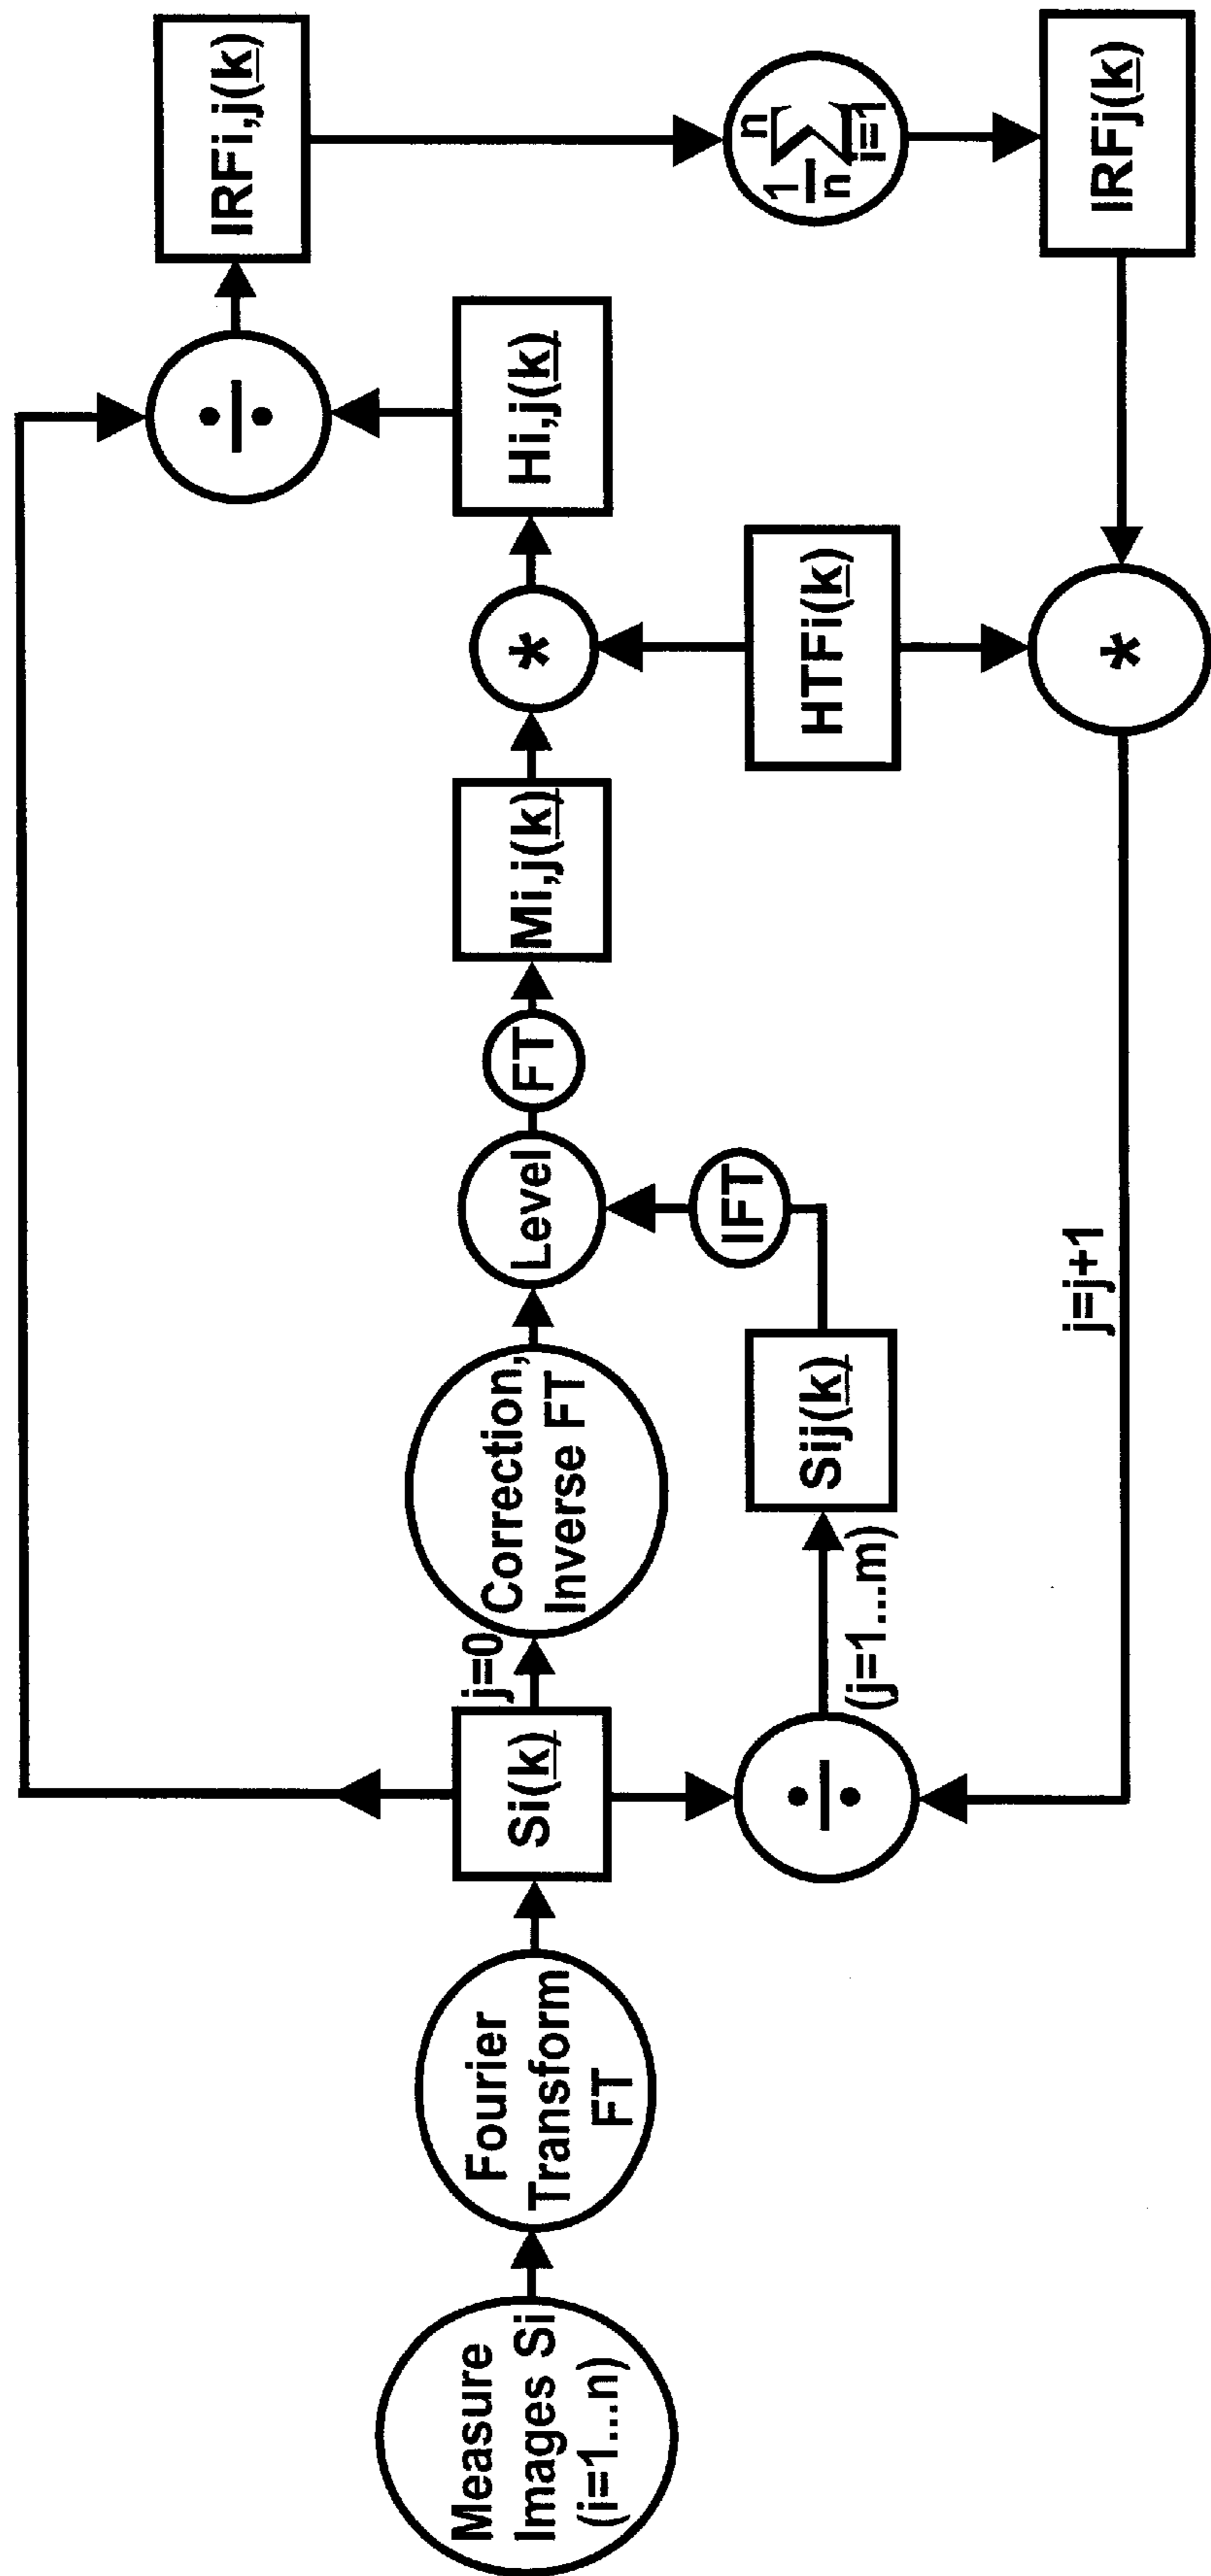 Measure
Images Si
(i=1...n)
Fourier
Transform
FT
Si(k)
j=0
Correction,
Inverse FT
Level
FT
Mi,j(k)
*
Hi,j(k)
÷
IRFi,j(k)
÷
(j=1...m)
Sij(k)
IFT
HTFi(k)
1/n
n
∑
i=1
j=j+1
*
IRFj(k)